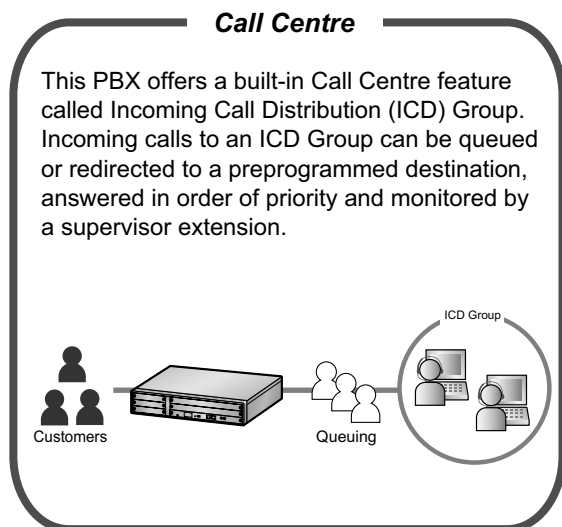 Call Centre
This PBX offers a built-in Call Centre feature
called Incoming Call Distribution (ICD) Group.
Incoming calls to an ICD Group can be queued
or redirected to a preprogrammed destination,
answered in order of priority and monitored by
a supervisor extension.
ICD Group
Customers
Queuing